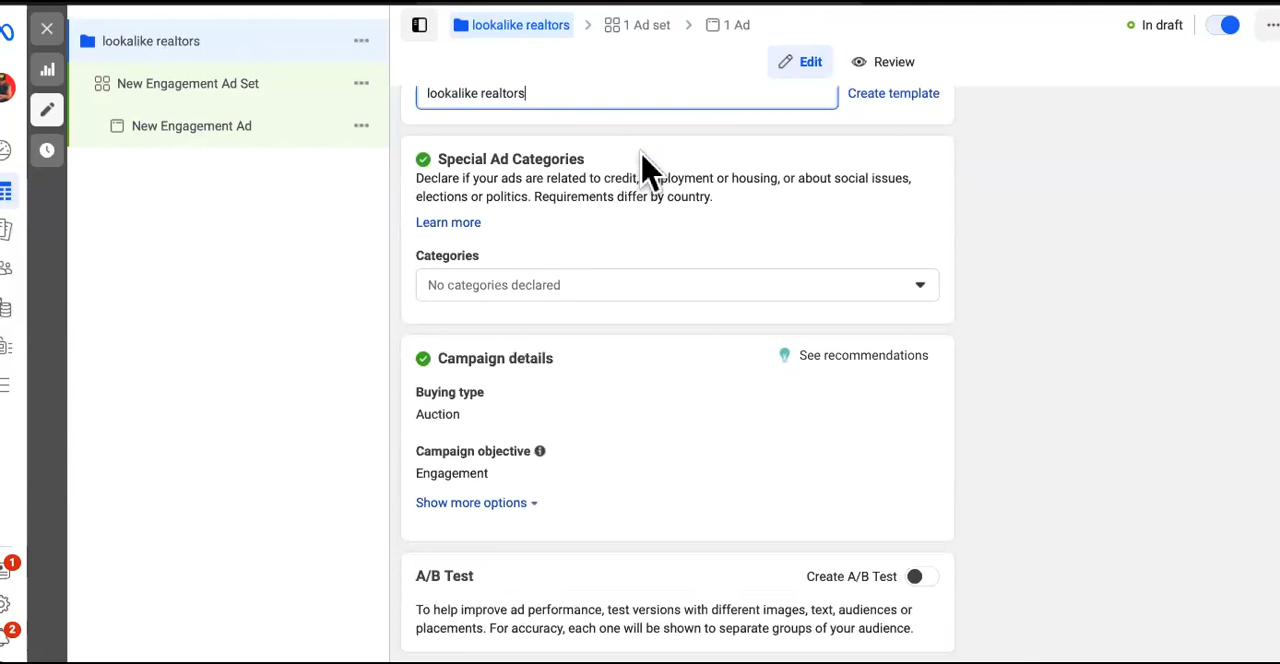 lookalike realtors
New Engagement Ad Set
New Engagement Ad
1
2
lookalike realtors
1 Ad set
1 Ad
In draft
Edit
Review
lookalike realtors
Create template
Special Ad Categories
Declare if your ads are related to credit, employment or housing, or about social issues,
elections or politics. Requirements differ by country.
Learn more
Categories
No categories declared
Campaign details
See recommendations
Buying type
Auction
Campaign objective
Engagement
Show more options
A/B Test
Create A/B Test
To help improve ad performance, test versions with different images, text, audiences or
placements. For accuracy, each one will be shown to separate groups of your audience.